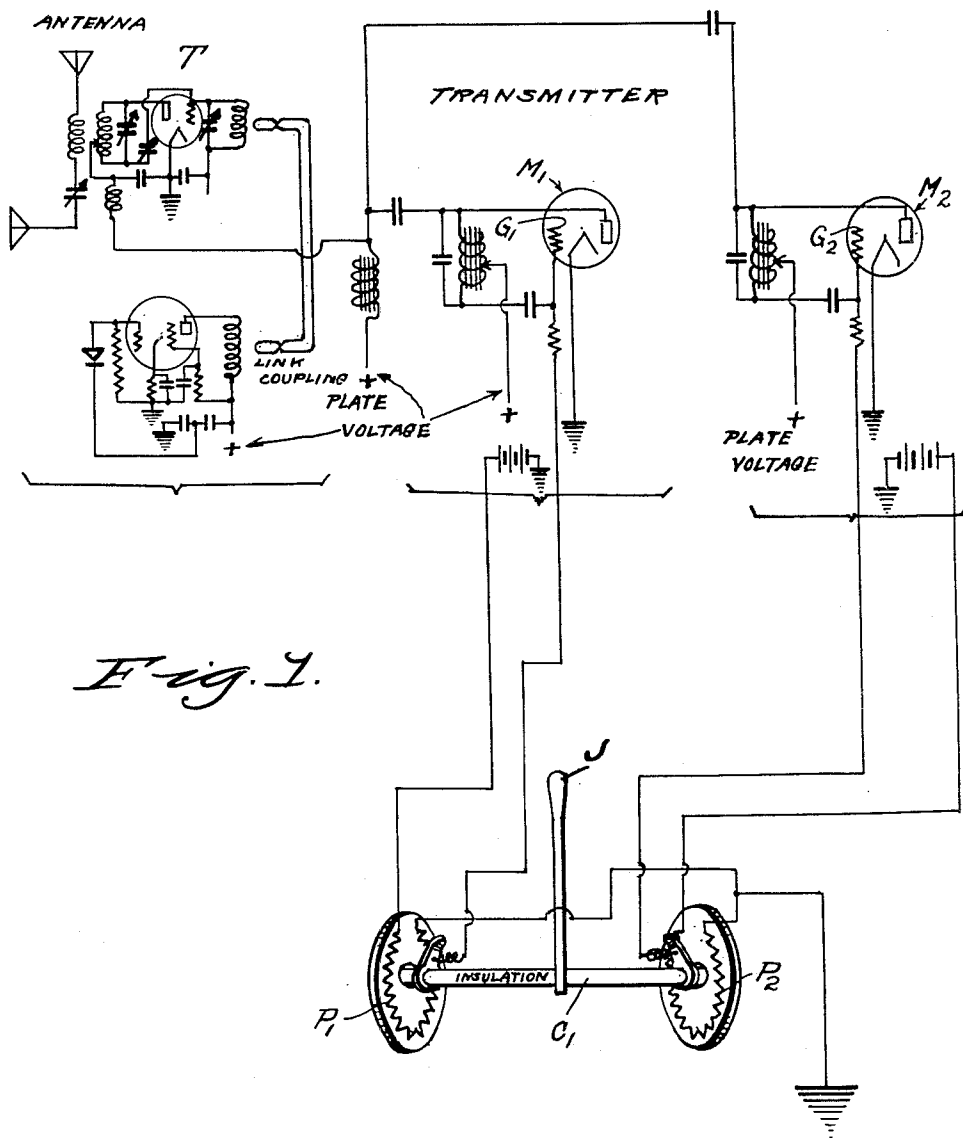 ANTENNA
T
TRANSMITTER
M1
G1
M2
G2
LINK
COUPLING
+
PLATE
VOLTAGE
+
+
+
PLATE
VOLTAGE
Fig. 1.
J
INSULATION
P1
C1
P2